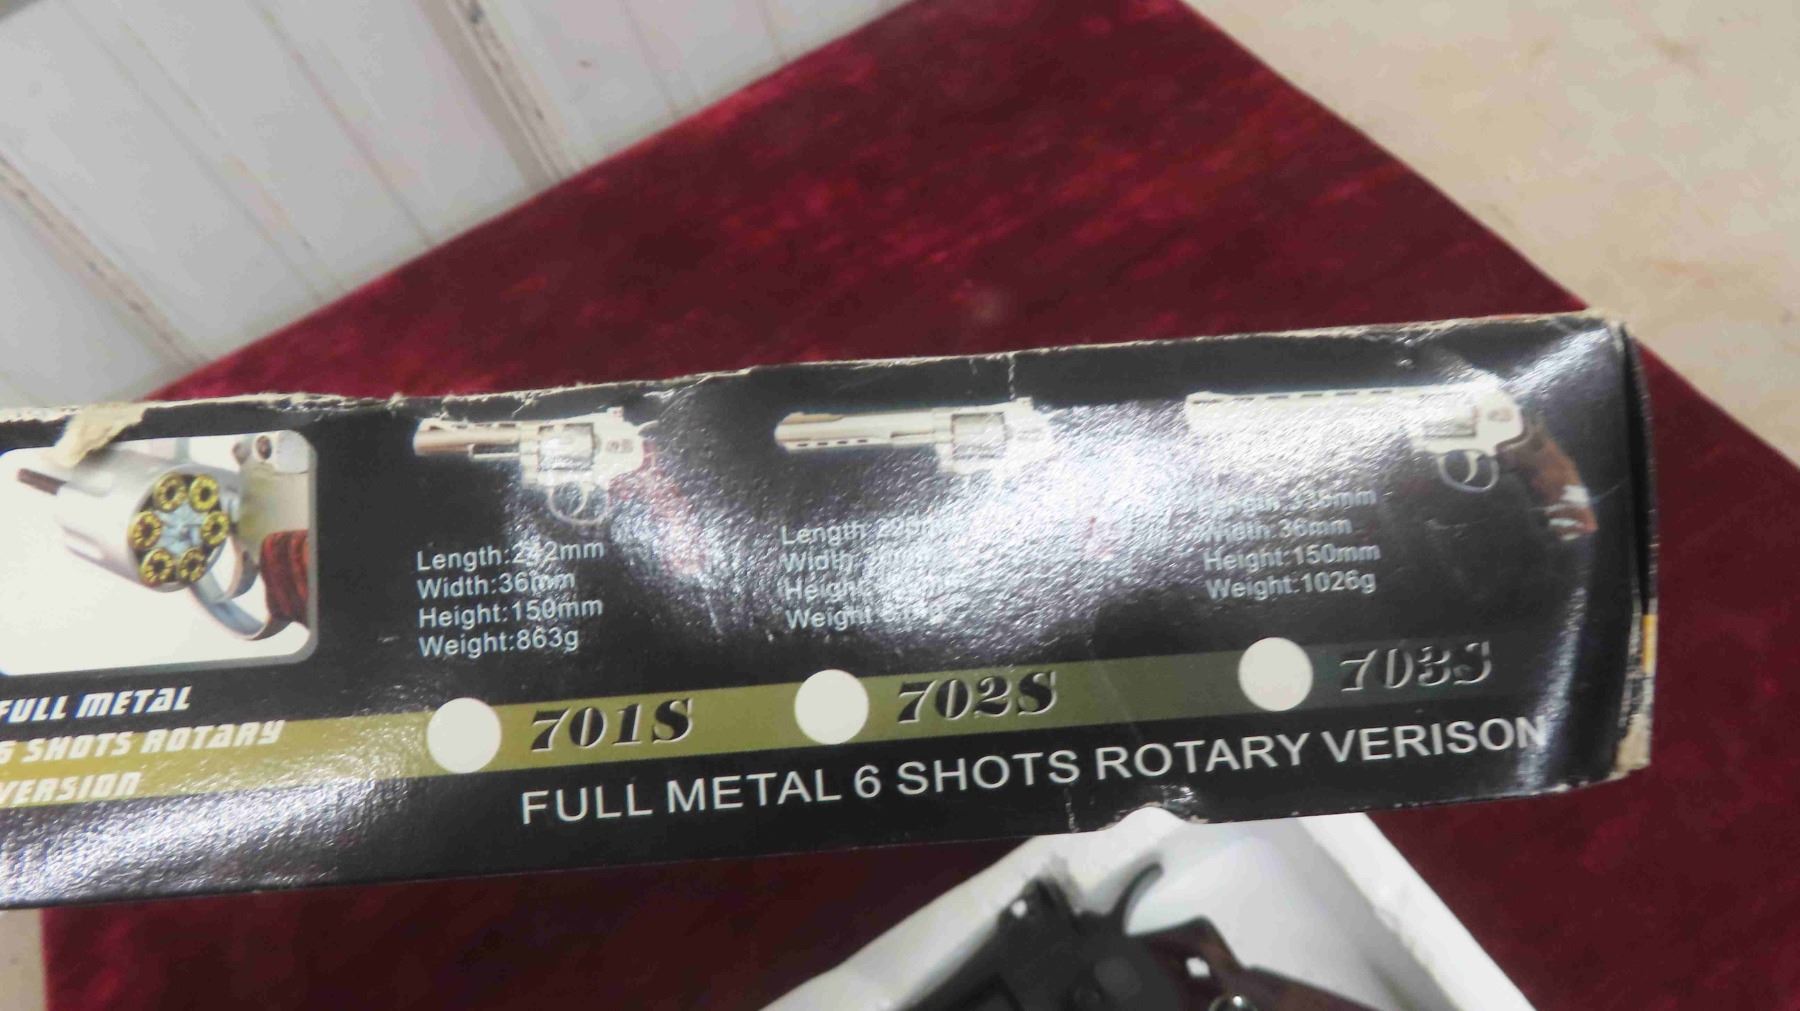 FULL METAL
6 SHOTS ROTARY
VERSION
Length:242mm
Width:36mm
Height:150mm
Weight:863g
701S
Length
Width
Height
Weight
702S
Width:36mm
Height:150mm
Weight:1026g
703S
FULL METAL 6 SHOTS ROTARY VERISON